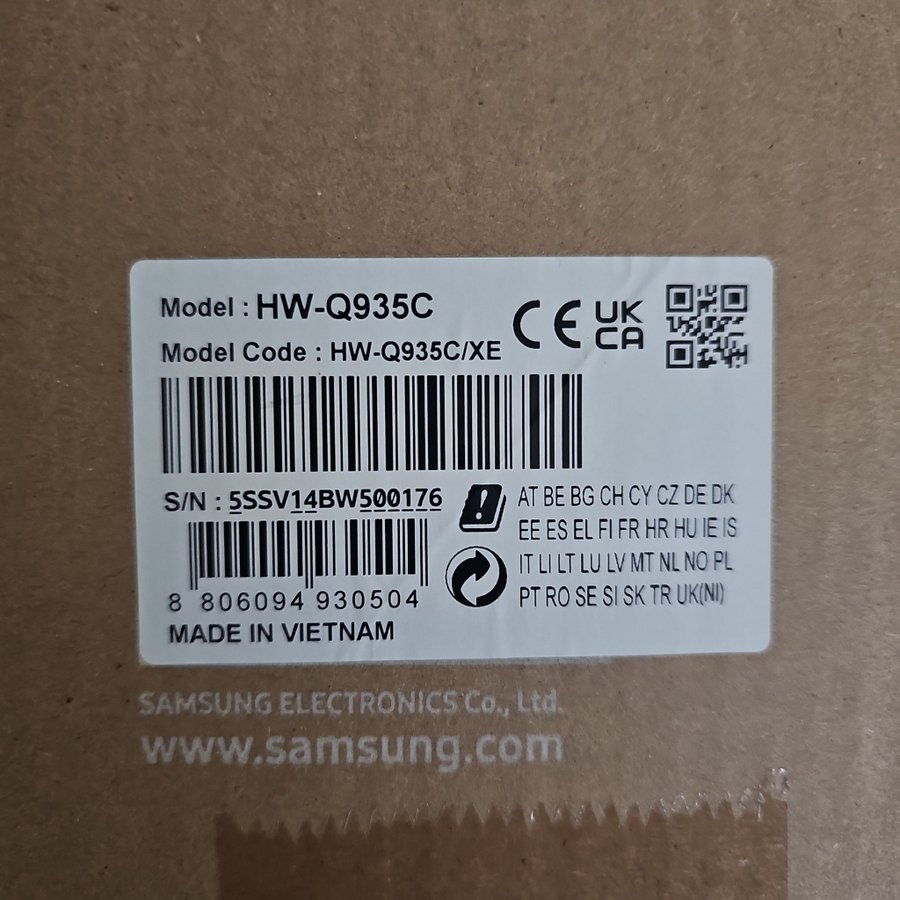 Model : HW-Q935C
Model Code : HW-Q935C/XE
CE UK CA
S/N : 5SSV14BW500176
AT BE BG CH CY CZ DE DK
EE ES EL FI FR HR HU IE IS
IT LI LT LU LV MT NL NO PL
PT RO SE SI SK TR UK(NI)
8 806094 930504
MADE IN VIETNAM
SAMSUNG ELECTRONICS Co., Ltd.
www.samsung.com